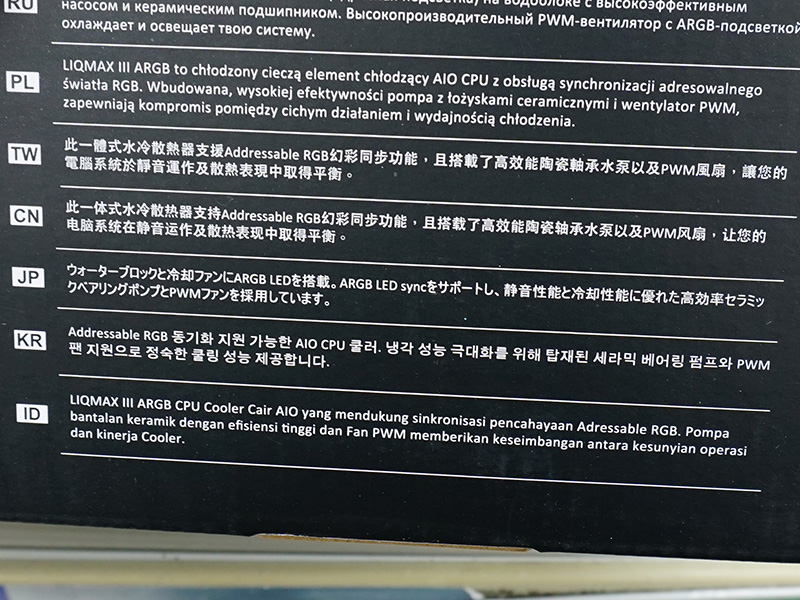 RU
на водоблоке с высокоэффективным
насосом и керамическим подшипником. Высокопроизводительный PWM-вентилятор с ARGB-подсветкой
охлаждает и освещает твою систему.
PL
LIQMAX III ARGB to chłodzony cieczą element chłodzący AIO CPU z obsługą synchronizacji adresowalnego
światła RGB. Wbudowana, wysokiej efektywności pompa z łożyskami ceramicznymi i wentylator PWM,
zapewniają kompromis pomiędzy cichym działaniem i wydajnością chłodzenia.
TW
此一體式水冷散熱器支援Addressable RGB幻彩同步功能，且搭載了高效能陶瓷軸承水泵以及PWM風扇，讓您的
電腦系統於靜音運作及散熱表現中取得平衡。
CN
此一体式水冷散热器支持Addressable RGB幻彩同步功能，且搭载了高效能陶瓷轴承水泵以及PWM风扇，让您的
电脑系统在静音运作及散热表现中取得平衡。
JP
ウォーターブロックと冷却ファンにARGB LEDを搭載。ARGB LED syncをサポートし、静音性能と冷却性能に優れた高効率セラミッ
クベアリングポンプとPWMファンを採用しています。
KR
Addressable RGB 동기화 지원 가능한 AIO CPU 쿨러. 냉각 성능 극대화를 위해 탑재된 세라믹 베어링 펌프와 PWM
팬 지원으로 정숙한 쿨링 성능 제공합니다.
ID
LIQMAX III ARGB CPU Cooler Cair AIO yang mendukung sinkronisasi pencahayaan Adressable RGB. Pompa
bantalan keramik dengan efisiensi tinggi dan Fan PWM memberikan keseimbangan antara kesunyian operasi
dan kinerja Cooler.